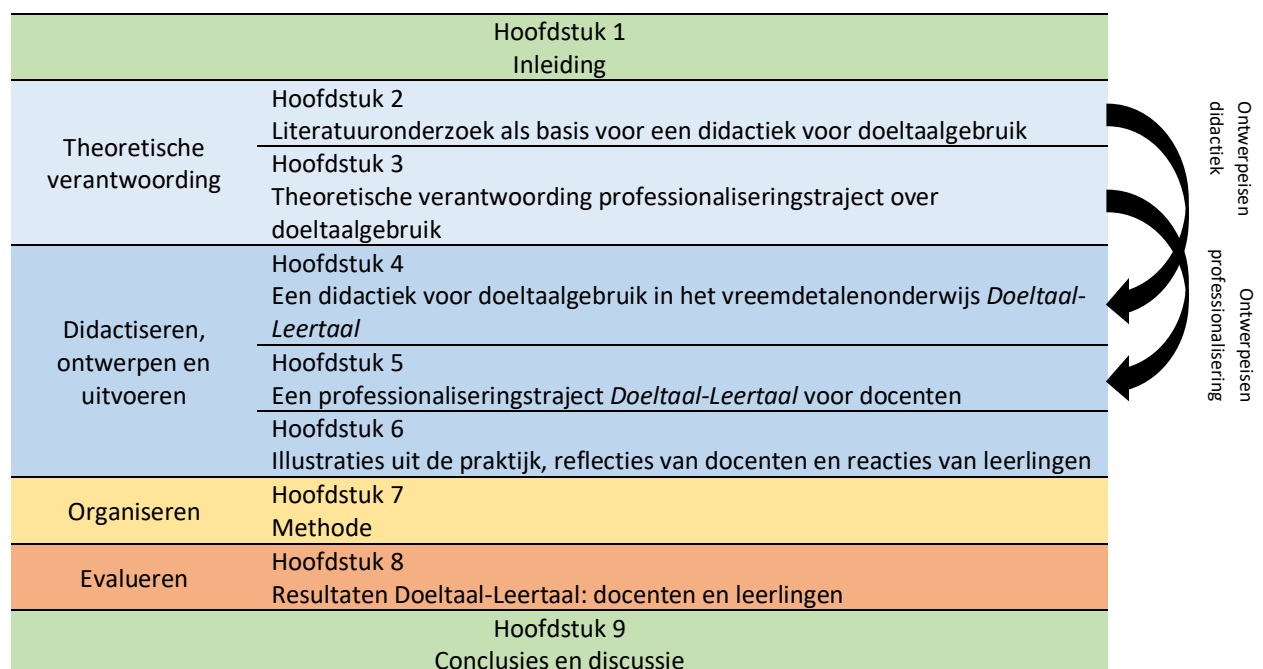 Hoofdstuk 1
Inleiding
Theoretische
verantwoording
Hoofdstuk 2
Literatuuronderzoek als basis voor een didactiek voor doeltaalgebruik
Hoofdstuk 3
Theoretische verantwoording professionaliseringstraject over
doeltaalgebruik
Didactiseren,
ontwerpen en
uitvoeren
Hoofdstuk 4
Een didactiek voor doeltaalgebruik in het vreemdetalenonderwijs Doeltaal-
Leertaal
Hoofdstuk 5
Een professionaliseringstraject Doeltaal-Leertaal voor docenten
Hoofdstuk 6
Illustraties uit de praktijk, reflecties van docenten en reacties van leerlingen
Organiseren
Hoofdstuk 7
Methode
Evalueren
Hoofdstuk 8
Resultaten Doeltaal-Leertaal: docenten en leerlingen
Hoofdstuk 9
Conclusies en discussie
Ontwerpeisen
didactiek
Ontwerpeisen
professionalisering